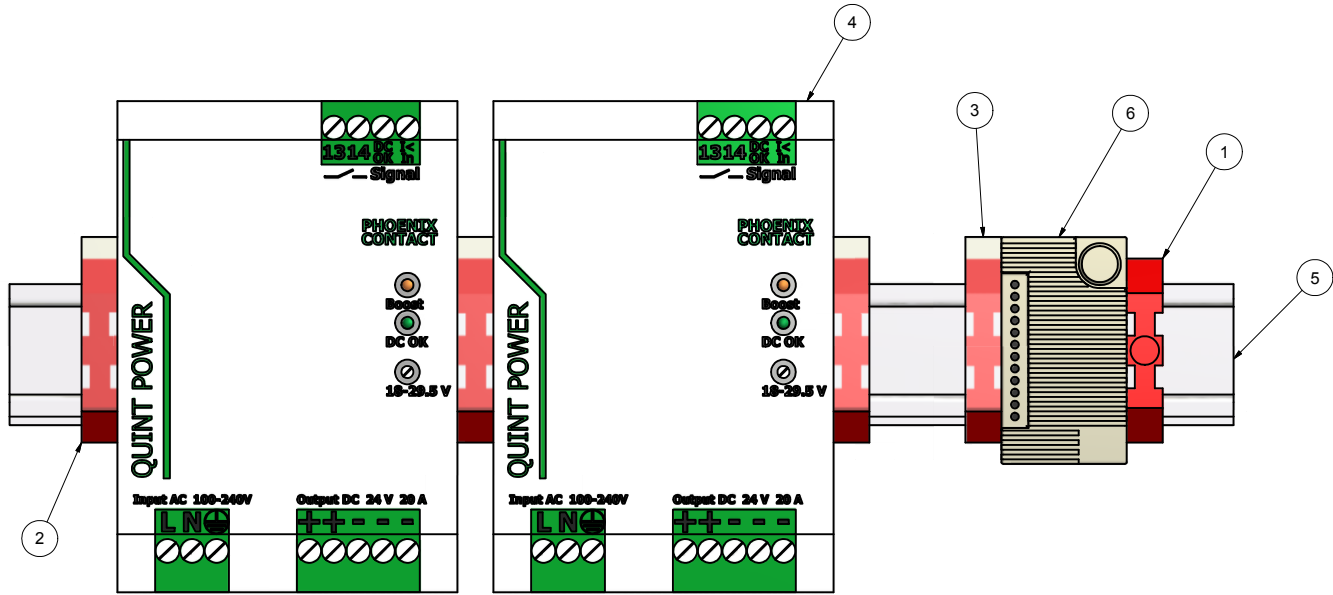 4
3
6
1
5
2
13 14 DC OK I< In
Signal
PHOENIX
CONTACT
Boost
DC OK
18-29.5 V
QUINT POWER
Input AC 100-240V
Output DC 24 V 20 A
L N
+ + - - -
13 14 DC OK I< In
Signal
PHOENIX
CONTACT
Boost
DC OK
18-29.5 V
QUINT POWER
Input AC 100-240V
Output DC 24 V 20 A
L N
+ + - - -